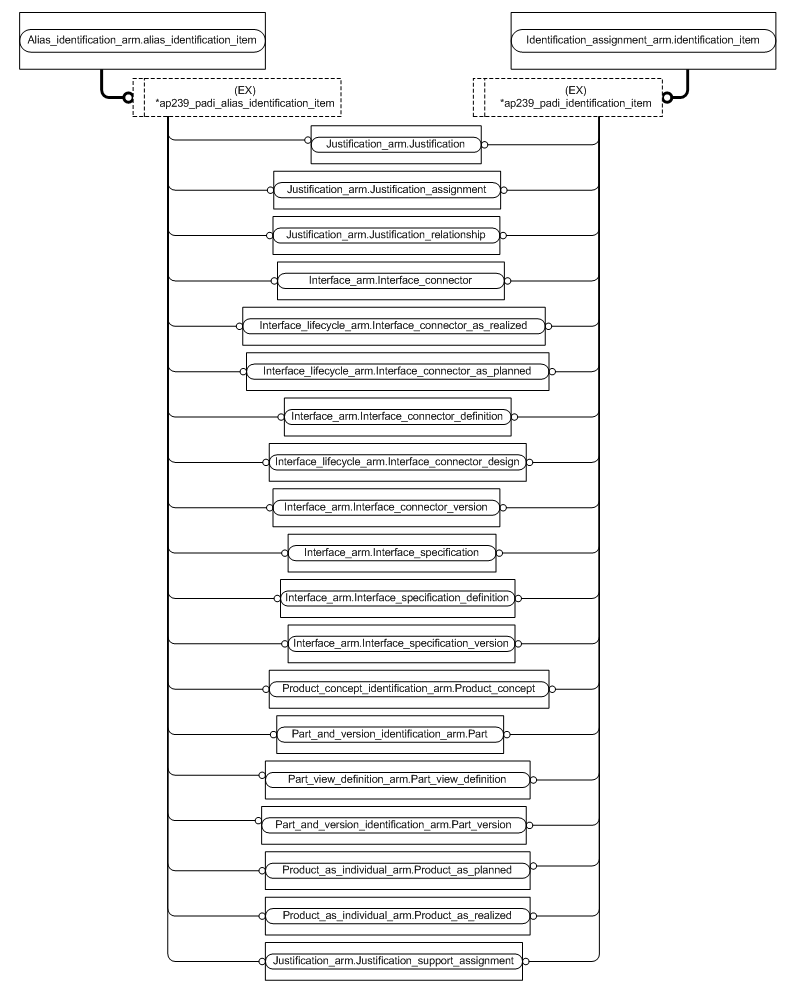 Alias_identification_arm.alias_identification_item
Identification_assignment_arm.identification_item
(EX)
*ap239_padi_alias_identification_item
(EX)
*ap239_padi_identification_item
Justification_arm.Justification
Justification_arm.Justification_assignment
Justification_arm.Justification_relationship
Interface_arm.Interface_connector
Interface_lifecycle_arm.Interface_connector_as_realized
Interface_lifecycle_arm.Interface_connector_as_planned
Interface_arm.Interface_connector_definition
Interface_lifecycle_arm.Interface_connector_design
Interface_arm.Interface_connector_version
Interface_arm.Interface_specification
Interface_arm.Interface_specification_definition
Interface_arm.Interface_specification_version
Product_concept_identification_arm.Product_concept
Part_and_version_identification_arm.Part
Part_view_definition_arm.Part_view_definition
Part_and_version_identification_arm.Part_version
Product_as_individual_arm.Product_as_planned
Product_as_individual_arm.Product_as_realized
Justification_arm.Justification_support_assignment